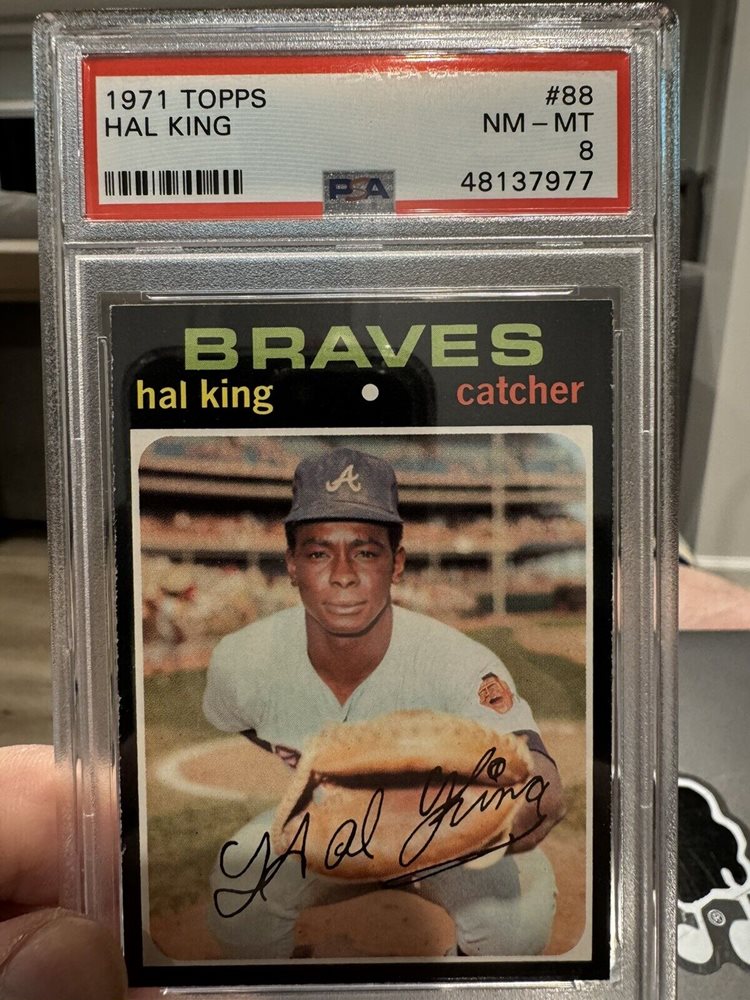 1971 TOPPS #88
HAL KING NM – MT
8
PSA 48137977
BRAVES
hal king • catcher
A
Hal King